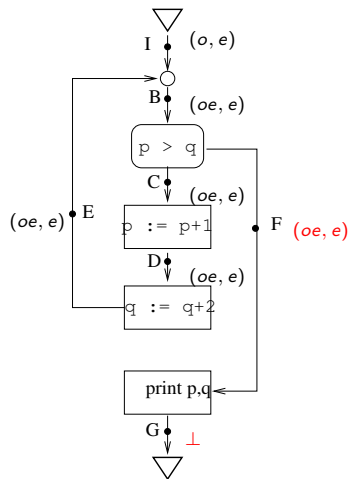 I (o, e)
B (oe, e)
p > q
C (oe, e)
p := p+1
(oe, e) E F (oe, e)
D (oe, e)
q := q+2
print p,q
G ⊥